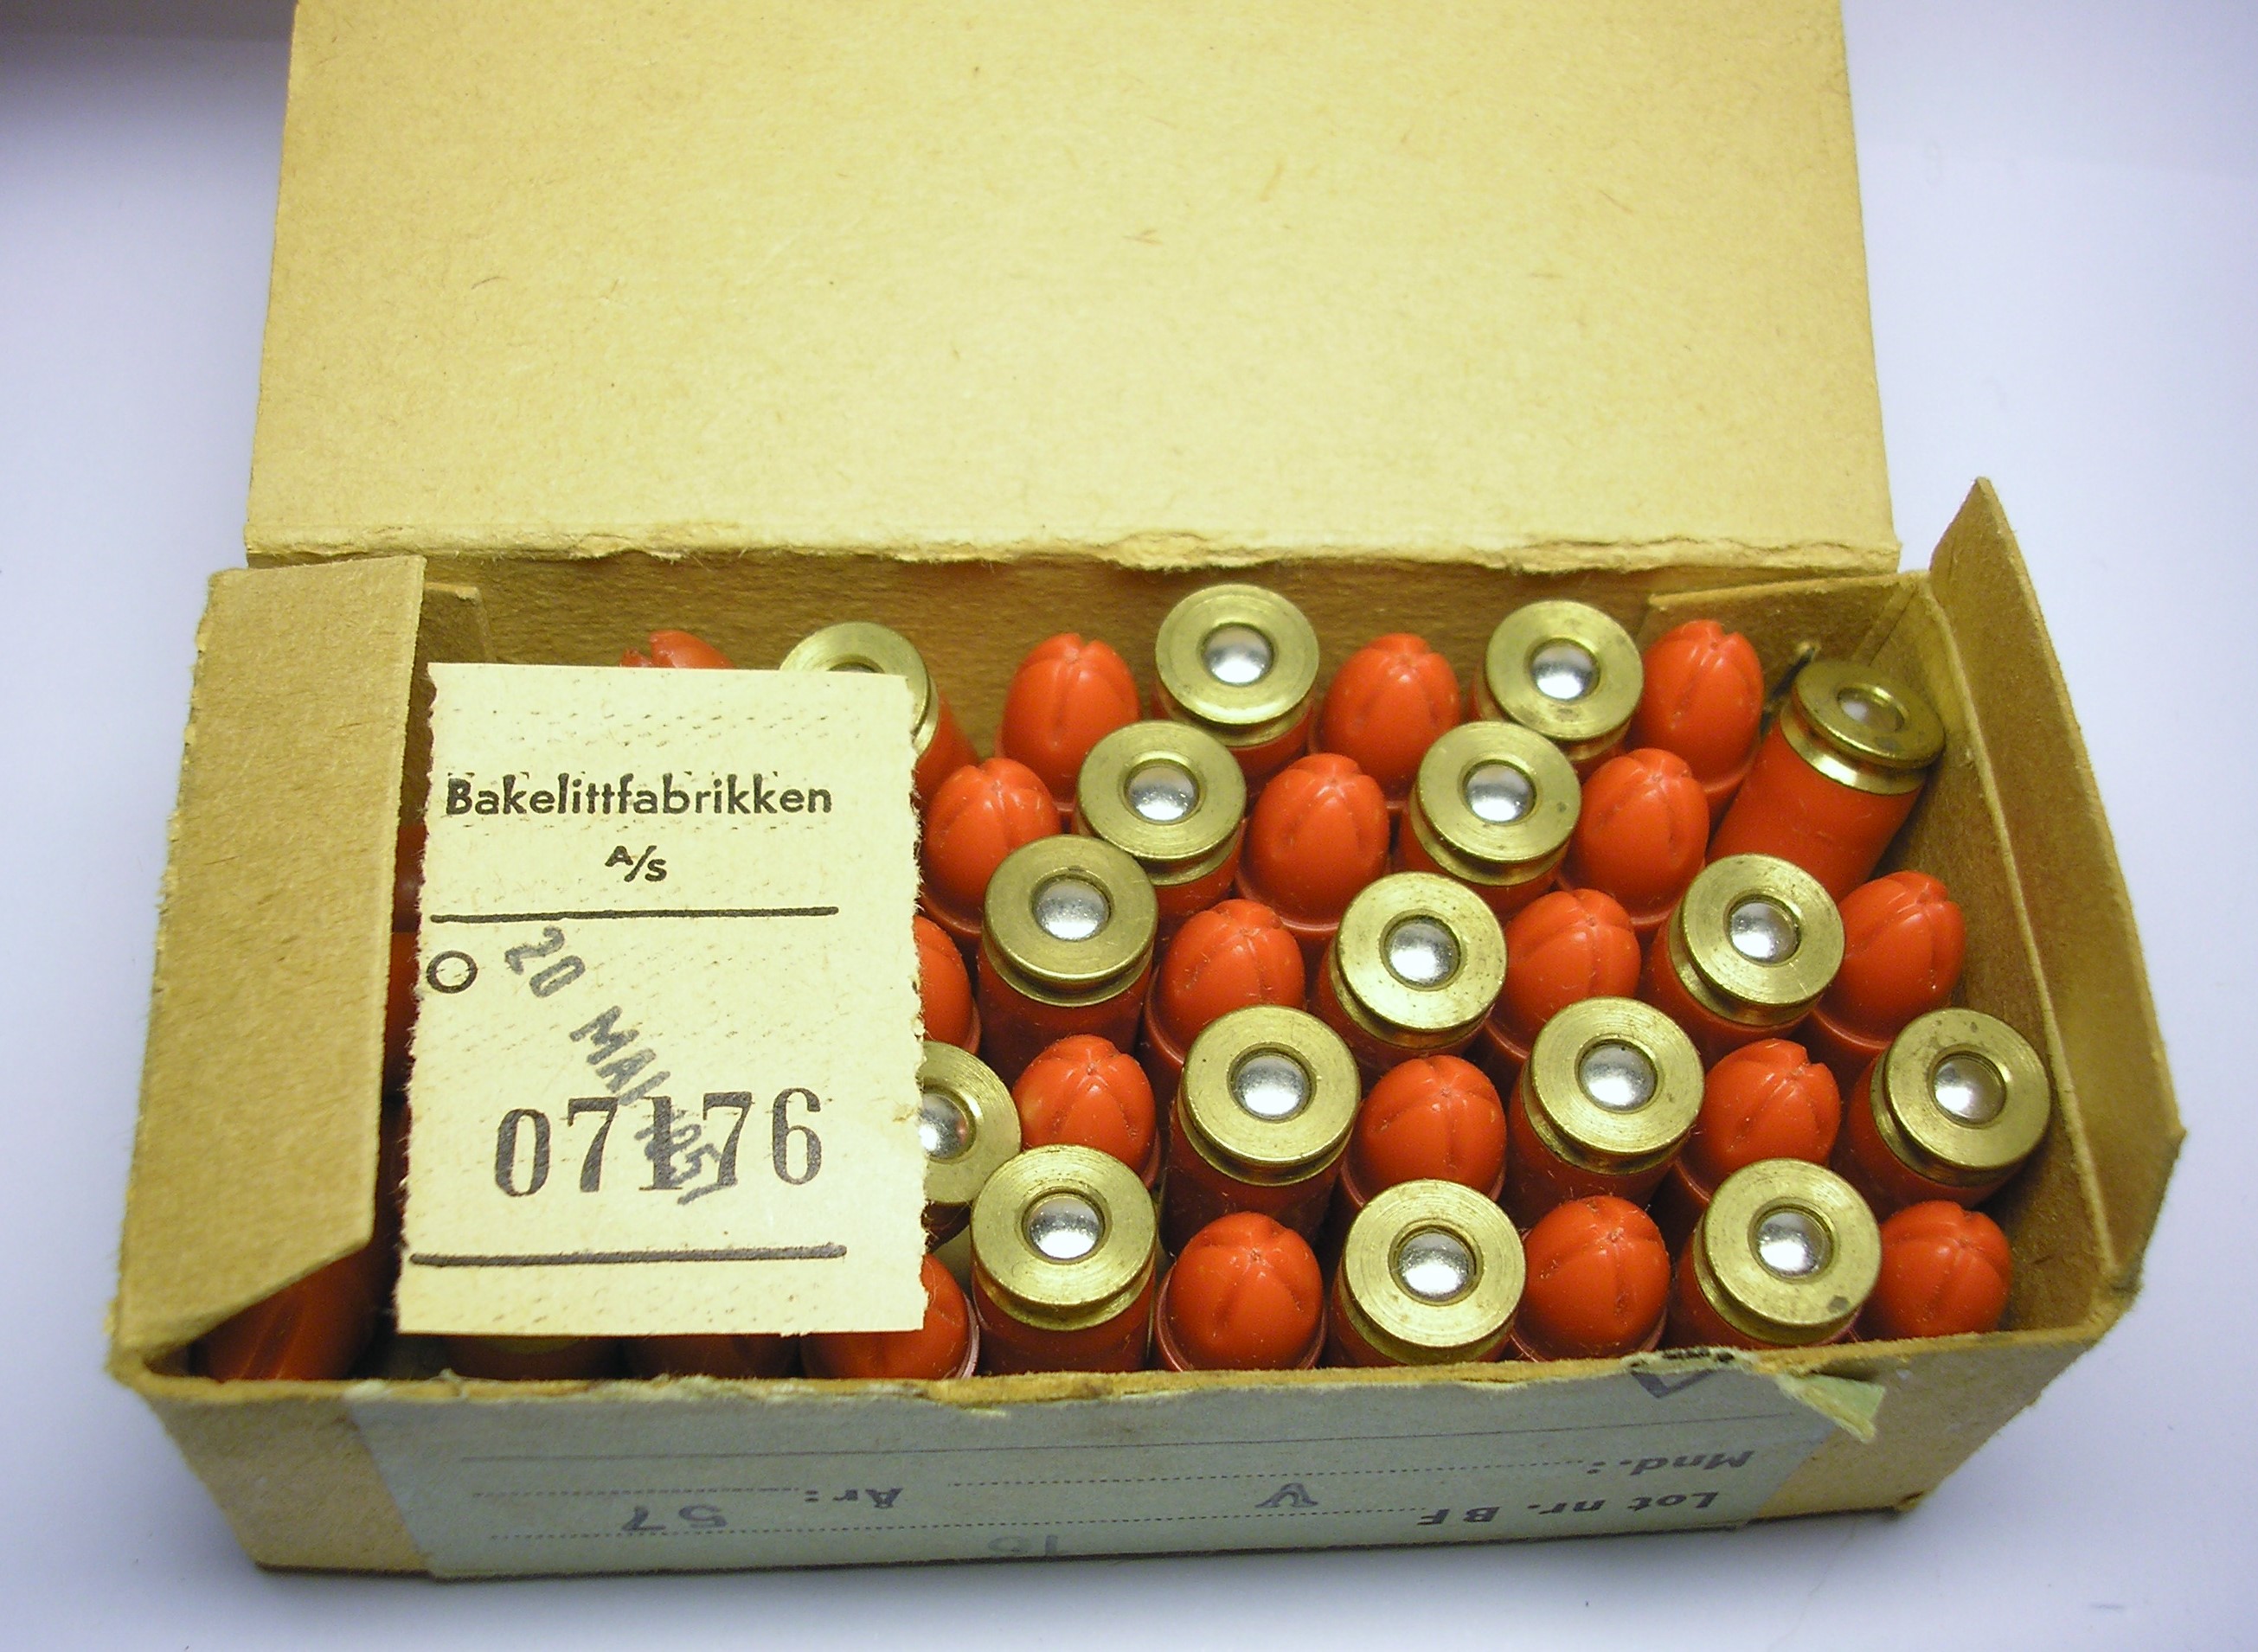 Bakelittfabrikken
A/S
20 MAI 1957
07176
Lot nr. BF
Mnd.: V År: 57